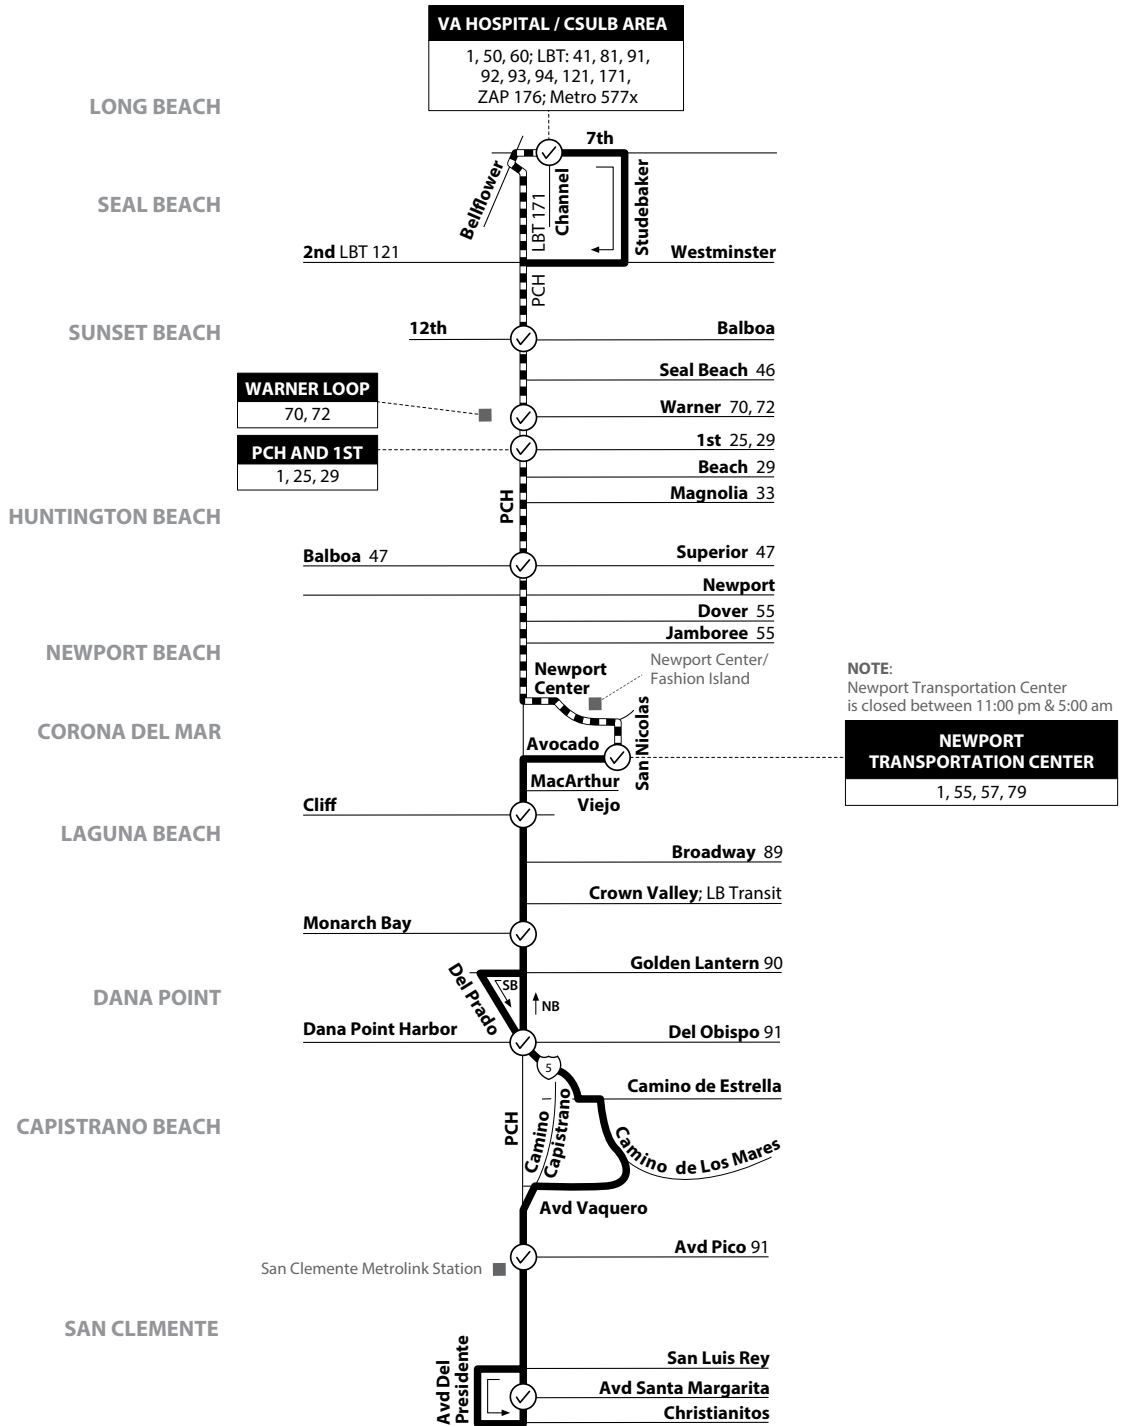 VA HOSPITAL / CSULB AREA
1, 50, 60; LBT: 41, 81, 91,
92, 93, 94, 121, 171,
ZAP 176; Metro 577x
LONG BEACH
7th
Bellflower
LBT 171
Channel
Studebaker
SEAL BEACH
2nd LBT 121
Westminster
PCH
SUNSET BEACH
12th
Balboa
Seal Beach 46
WARNER LOOP
70, 72
Warner 70, 72
PCH AND 1ST
1, 25, 29
1st 25, 29
Beach 29
Magnolia 33
PCH
HUNTINGTON BEACH
Balboa 47
Superior 47
Newport
Dover 55
Jamboree 55
NEWPORT BEACH
Newport
Center
Newport Center/
Fashion Island
NOTE:
Newport Transportation Center
is closed between 11:00 pm & 5:00 am
San Nicolas
CORONA DEL MAR
Avocado
NEWPORT
TRANSPORTATION CENTER
1, 55, 57, 79
MacArthur
Cliff
Viejo
LAGUNA BEACH
Broadway 89
Crown Valley; LB Transit
Monarch Bay
Golden Lantern 90
Del Prado
SB
NB
DANA POINT
Dana Point Harbor
Del Obispo 91
5
Camino de Estrella
PCH
Camino
Capistrano
CAPISTRANO BEACH
Camino de Los Mares
Avd Vaquero
Avd Pico 91
San Clemente Metrolink Station
SAN CLEMENTE
Avd Del
Presidente
San Luis Rey
Avd Santa Margarita
Christianitos